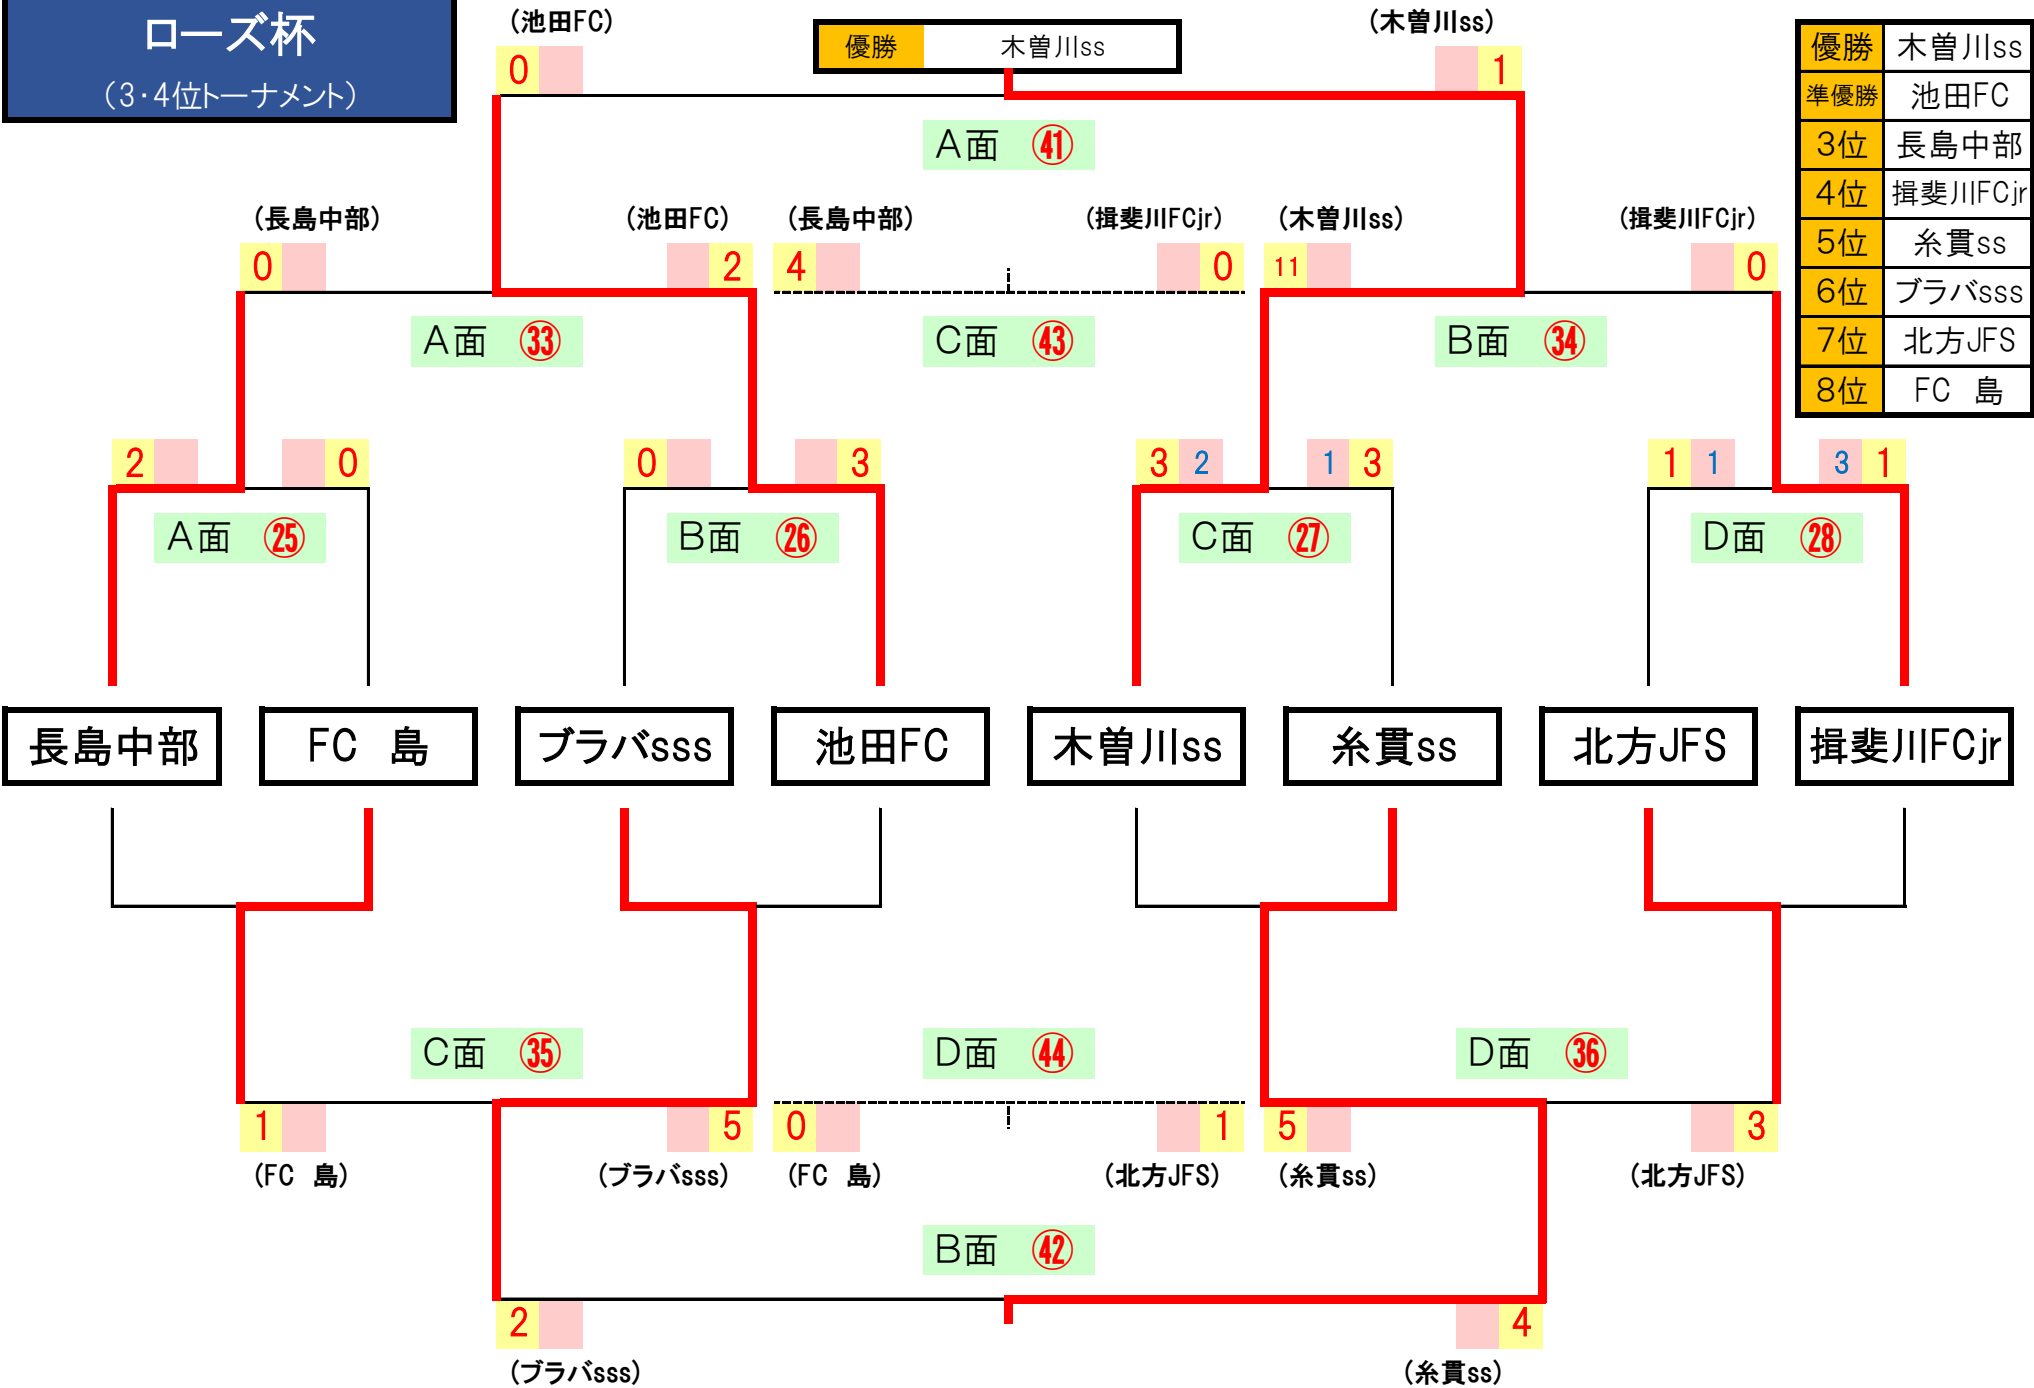 ローズ杯
（3・4位トーナメント）
（池田FC）
優勝 木曽川ss
（木曽川ss）
0 1
A面 ㊶
優勝 木曽川ss
準優勝 池田FC
3位 長島中部
4位 揖斐川FCjr
5位 糸貫ss
6位 ブラバsss
7位 北方JFS
8位 FC 島
（長島中部） （池田FC） （長島中部） （揖斐川FCjr） （木曽川ss） （揖斐川FCjr）
0 2 4 0 11 0
A面 ㉝ C面 ㊸ B面 ㉞
2 0 0 3 3 2 1 3 1 1 3 1
A面 ㉕ B面 ㉖ C面 ㉗ D面 ㉘
長島中部 FC 島 ブラバsss 池田FC 木曽川ss 糸貫ss 北方JFS 揖斐川FCjr
C面 ㉟ D面 ㊹ D面 ㊱
1 5 0 1 5 3
（FC 島） （ブラバsss） （FC 島） （北方JFS） （糸貫ss） （北方JFS）
B面 ㊷
2 4
（ブラバsss） （糸貫ss）